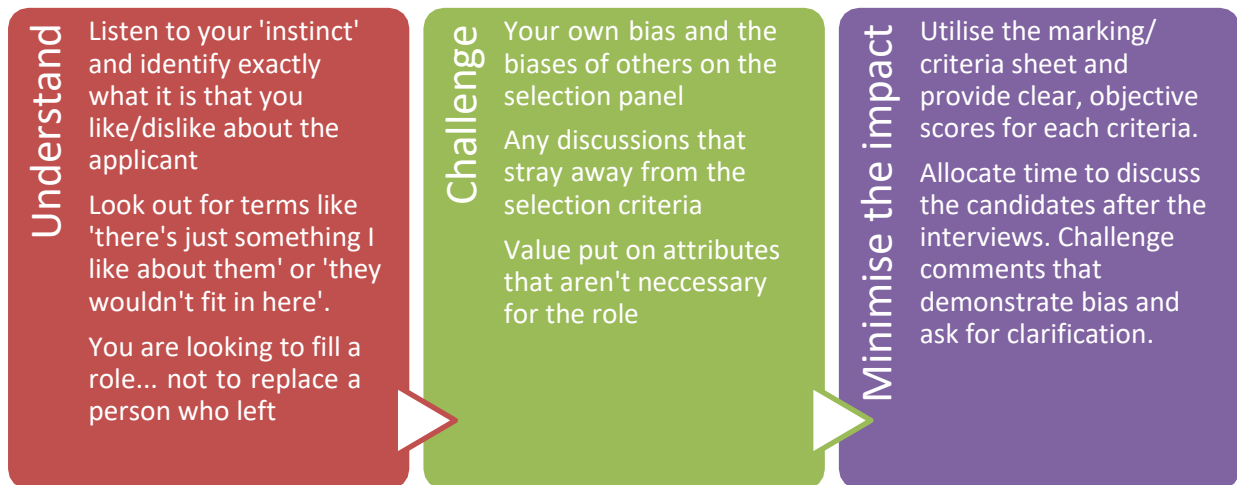 Understand
Listen to your 'instinct'
and identify exactly
what it is that you
like/dislike about the
applicant
Look out for terms like
'there's just something I
like about them' or 'they
wouldn't fit in here'.
You are looking to fill a
role... not to replace a
person who left
Challenge
Your own bias and the
biases of others on the
selection panel
Any discussions that
stray away from the
selection criteria
Value put on attributes
that aren't neccessary
for the role
Minimise the impact
Utilise the marking/
criteria sheet and
provide clear, objective
scores for each criteria.
Allocate time to discuss
the candidates after the
interviews. Challenge
comments that
demonstrate bias and
ask for clarification.